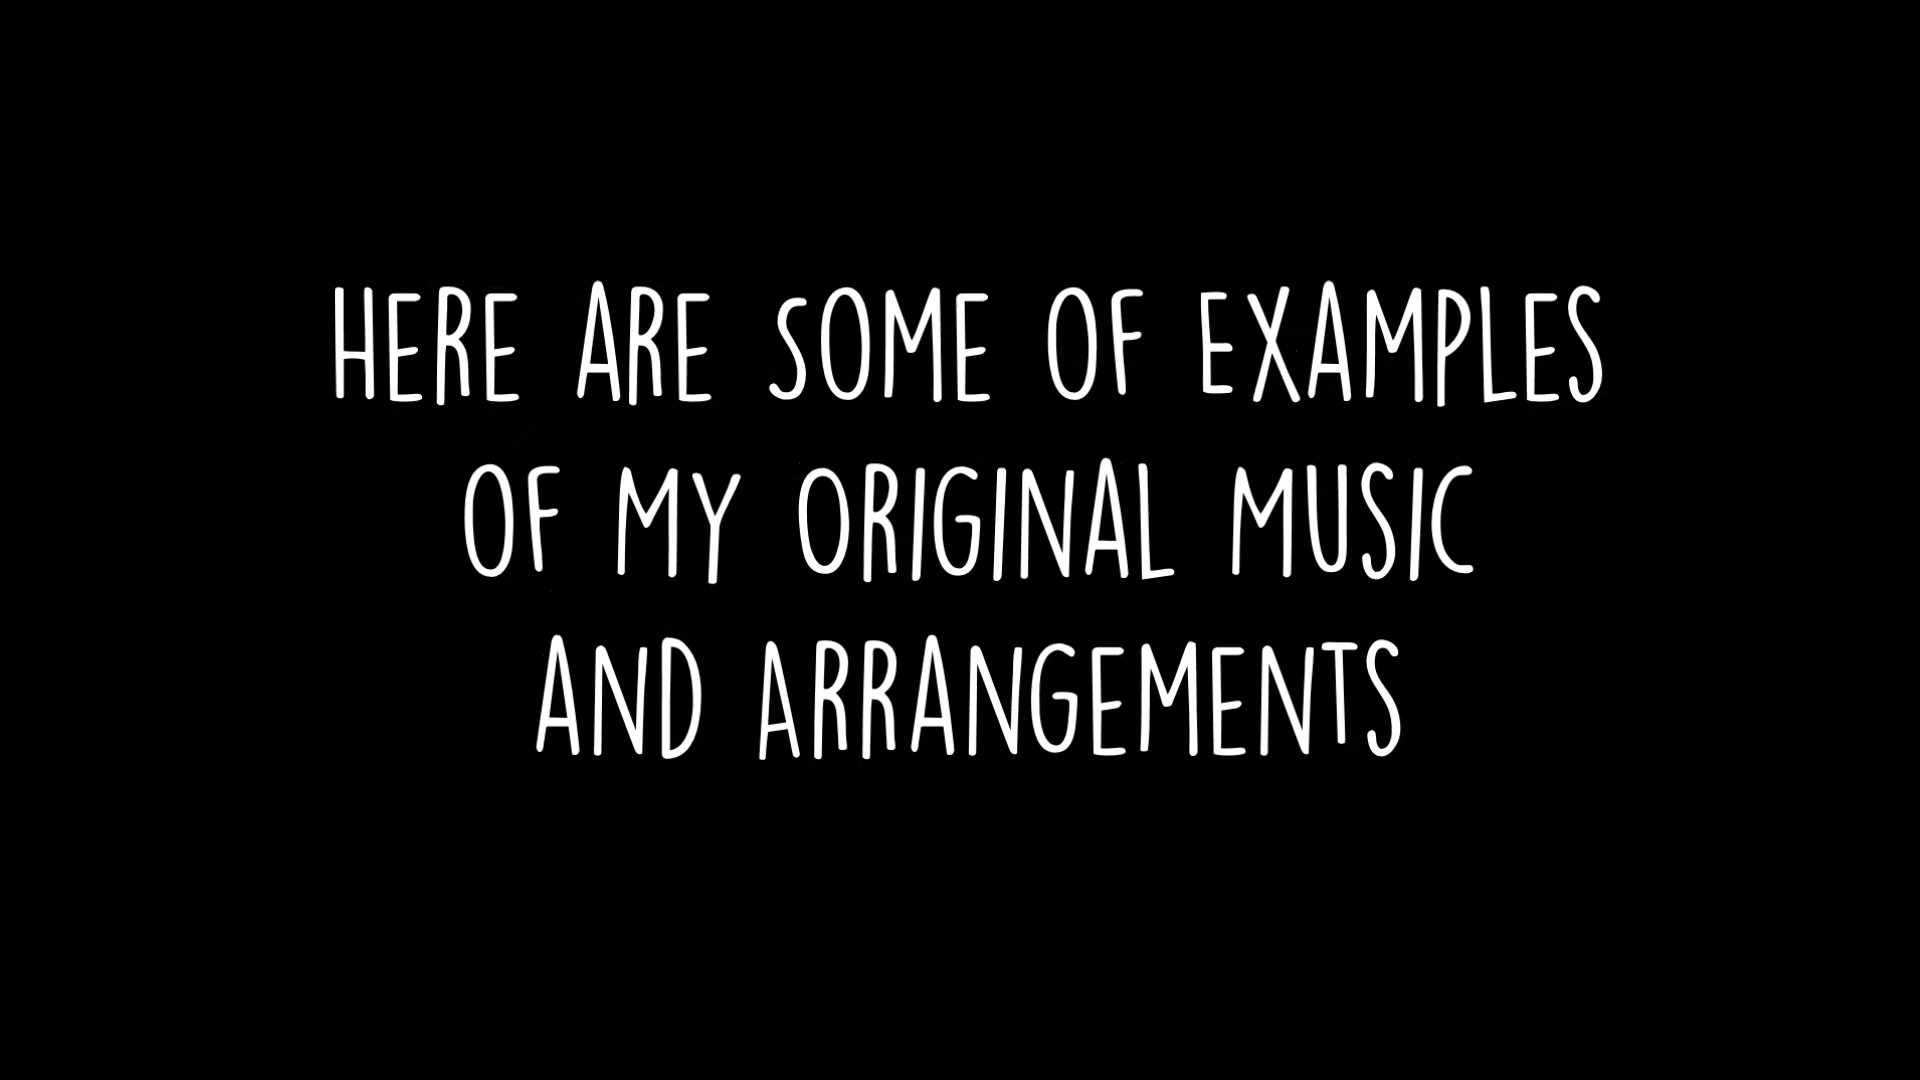 HERE ARE SOME OF EXAMPLES
OF MY ORIGINAL MUSIC
AND ARRANGEMENTS